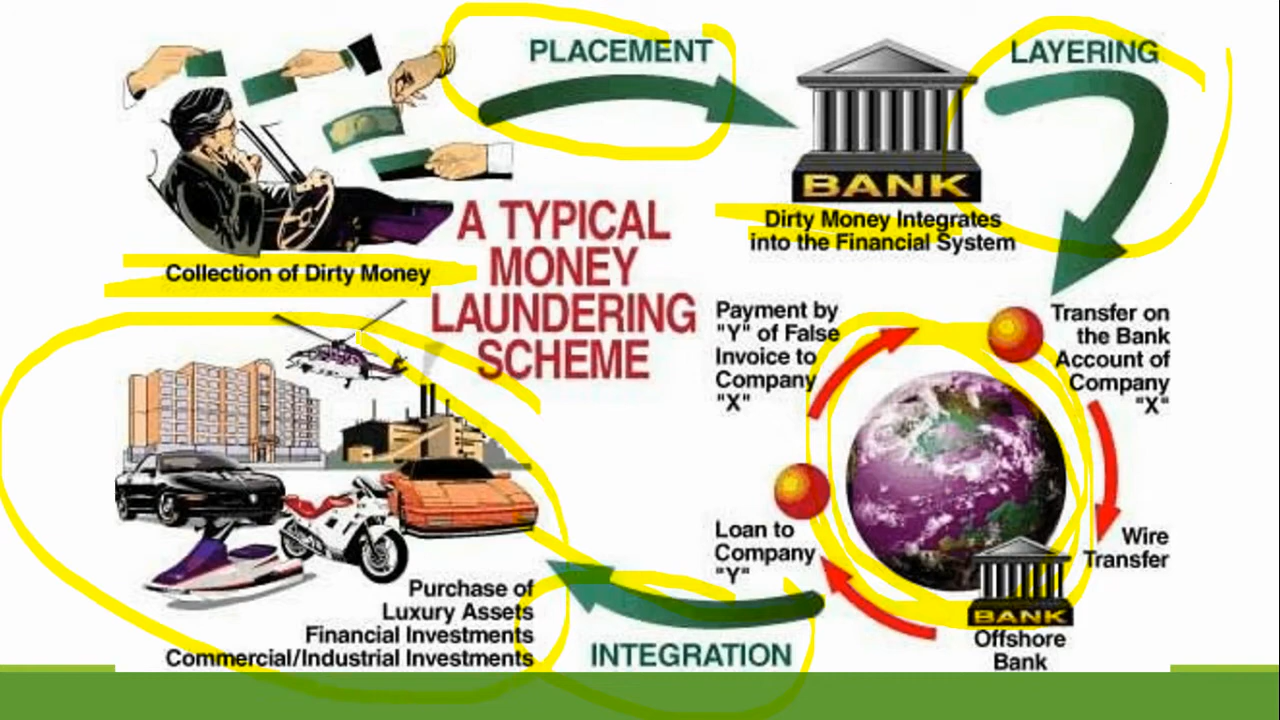 PLACEMENT
LAYERING
BANK
Dirty Money Integrates
into the Financial System
Collection of Dirty Money
A TYPICAL
MONEY
LAUNDERING
SCHEME
Transfer on
the Bank
Account of
Company
"X"
Wire
Transfer
BANK
Offshore
Bank
Loan to
Company
"Y"
Payment by
"Y" of False
Invoice to
Company
"X"
INTEGRATION
Purchase of
Luxury Assets
Financial Investments
Commercial/Industrial Investments